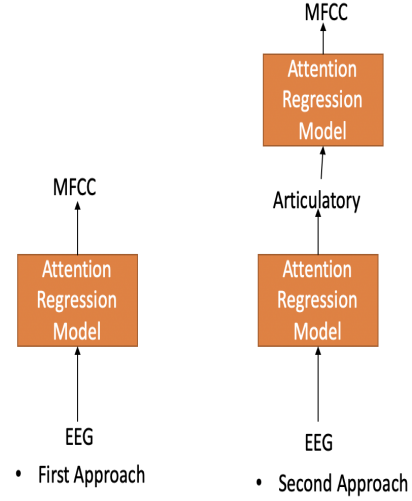 MFCC
Attention
Regression
Model
EEG
• First Approach
MFCC
Attention
Regression
Model
Articulatory
Attention
Regression
Model
EEG
• Second Approach